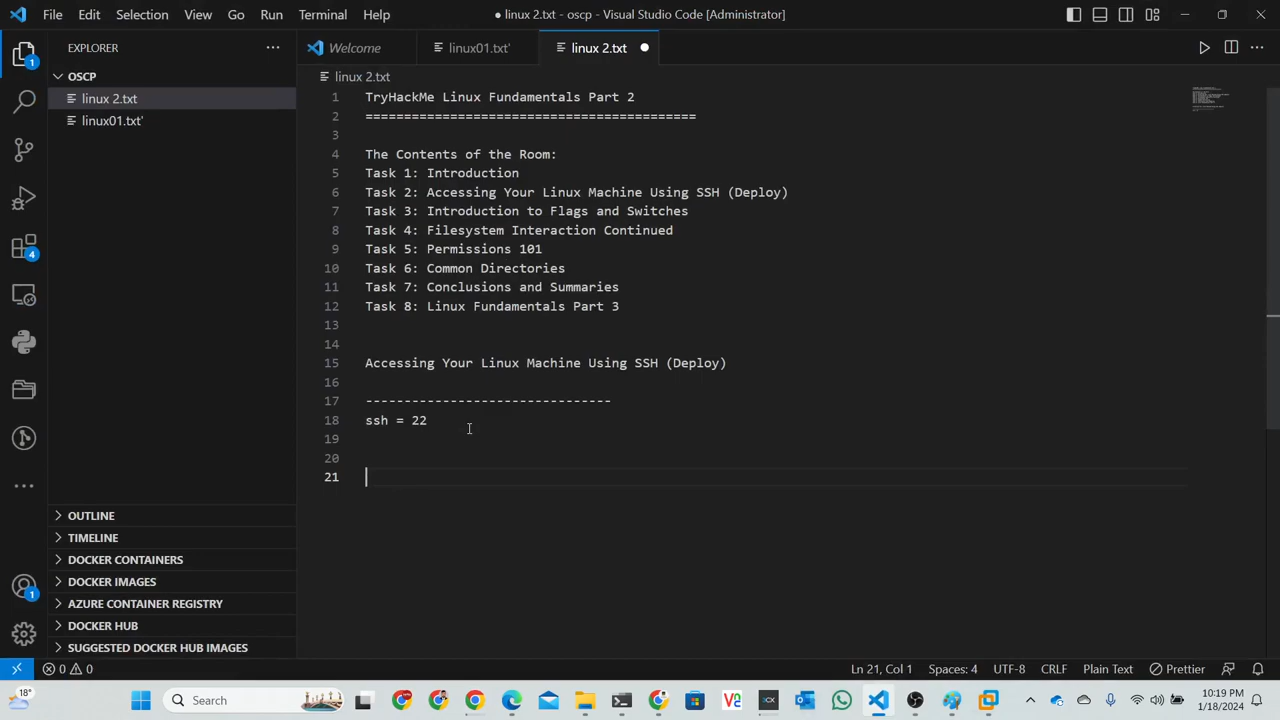 File Edit Selection View Go Run Terminal Help
linux 2.txt - oscp - Visual Studio Code [Administrator]
EXPLORER
Welcome
linux01.txt'
linux 2.txt
OSCP
linux 2.txt
linux01.txt'
linux 2.txt
1 TryHackMe Linux Fundamentals Part 2
2 ===========================================
3
4 The Contents of the Room:
5 Task 1: Introduction
6 Task 2: Accessing Your Linux Machine Using SSH (Deploy)
7 Task 3: Introduction to Flags and Switches
8 Task 4: Filesystem Interaction Continued
9 Task 5: Permissions 101
10 Task 6: Common Directories
11 Task 7: Conclusions and Summaries
12 Task 8: Linux Fundamentals Part 3
13
14
15 Accessing Your Linux Machine Using SSH (Deploy)
16
17 --------------------------------
18 ssh = 22
19
20
21
1
4
1
OUTLINE
TIMELINE
DOCKER CONTAINERS
DOCKER IMAGES
AZURE CONTAINER REGISTRY
DOCKER HUB
SUGGESTED DOCKER HUB IMAGES
0 0
Ln 21, Col 1 Spaces: 4 UTF-8 CRLF Plain Text Prettier
18°
Search
10:19 PM
1/18/2024